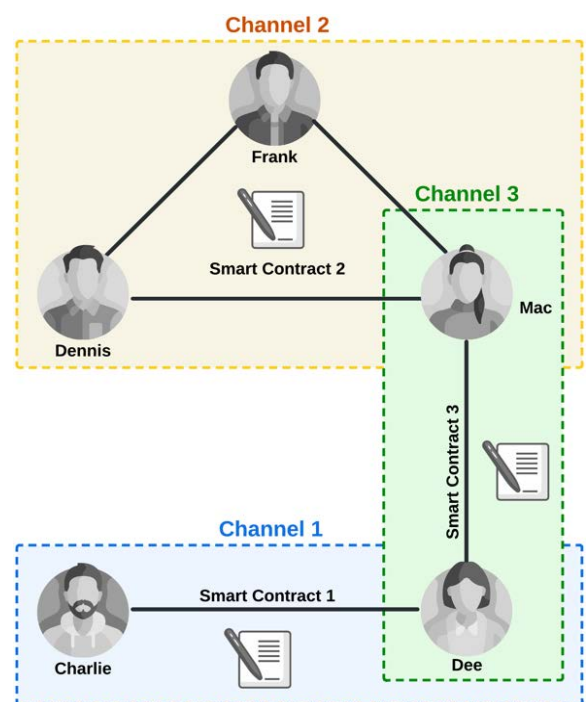 Channel 2
Frank
Channel 3
Smart Contract 2
Mac
Dennis
Smart Contract 3
Channel 1
Smart Contract 1
Charlie
Dee